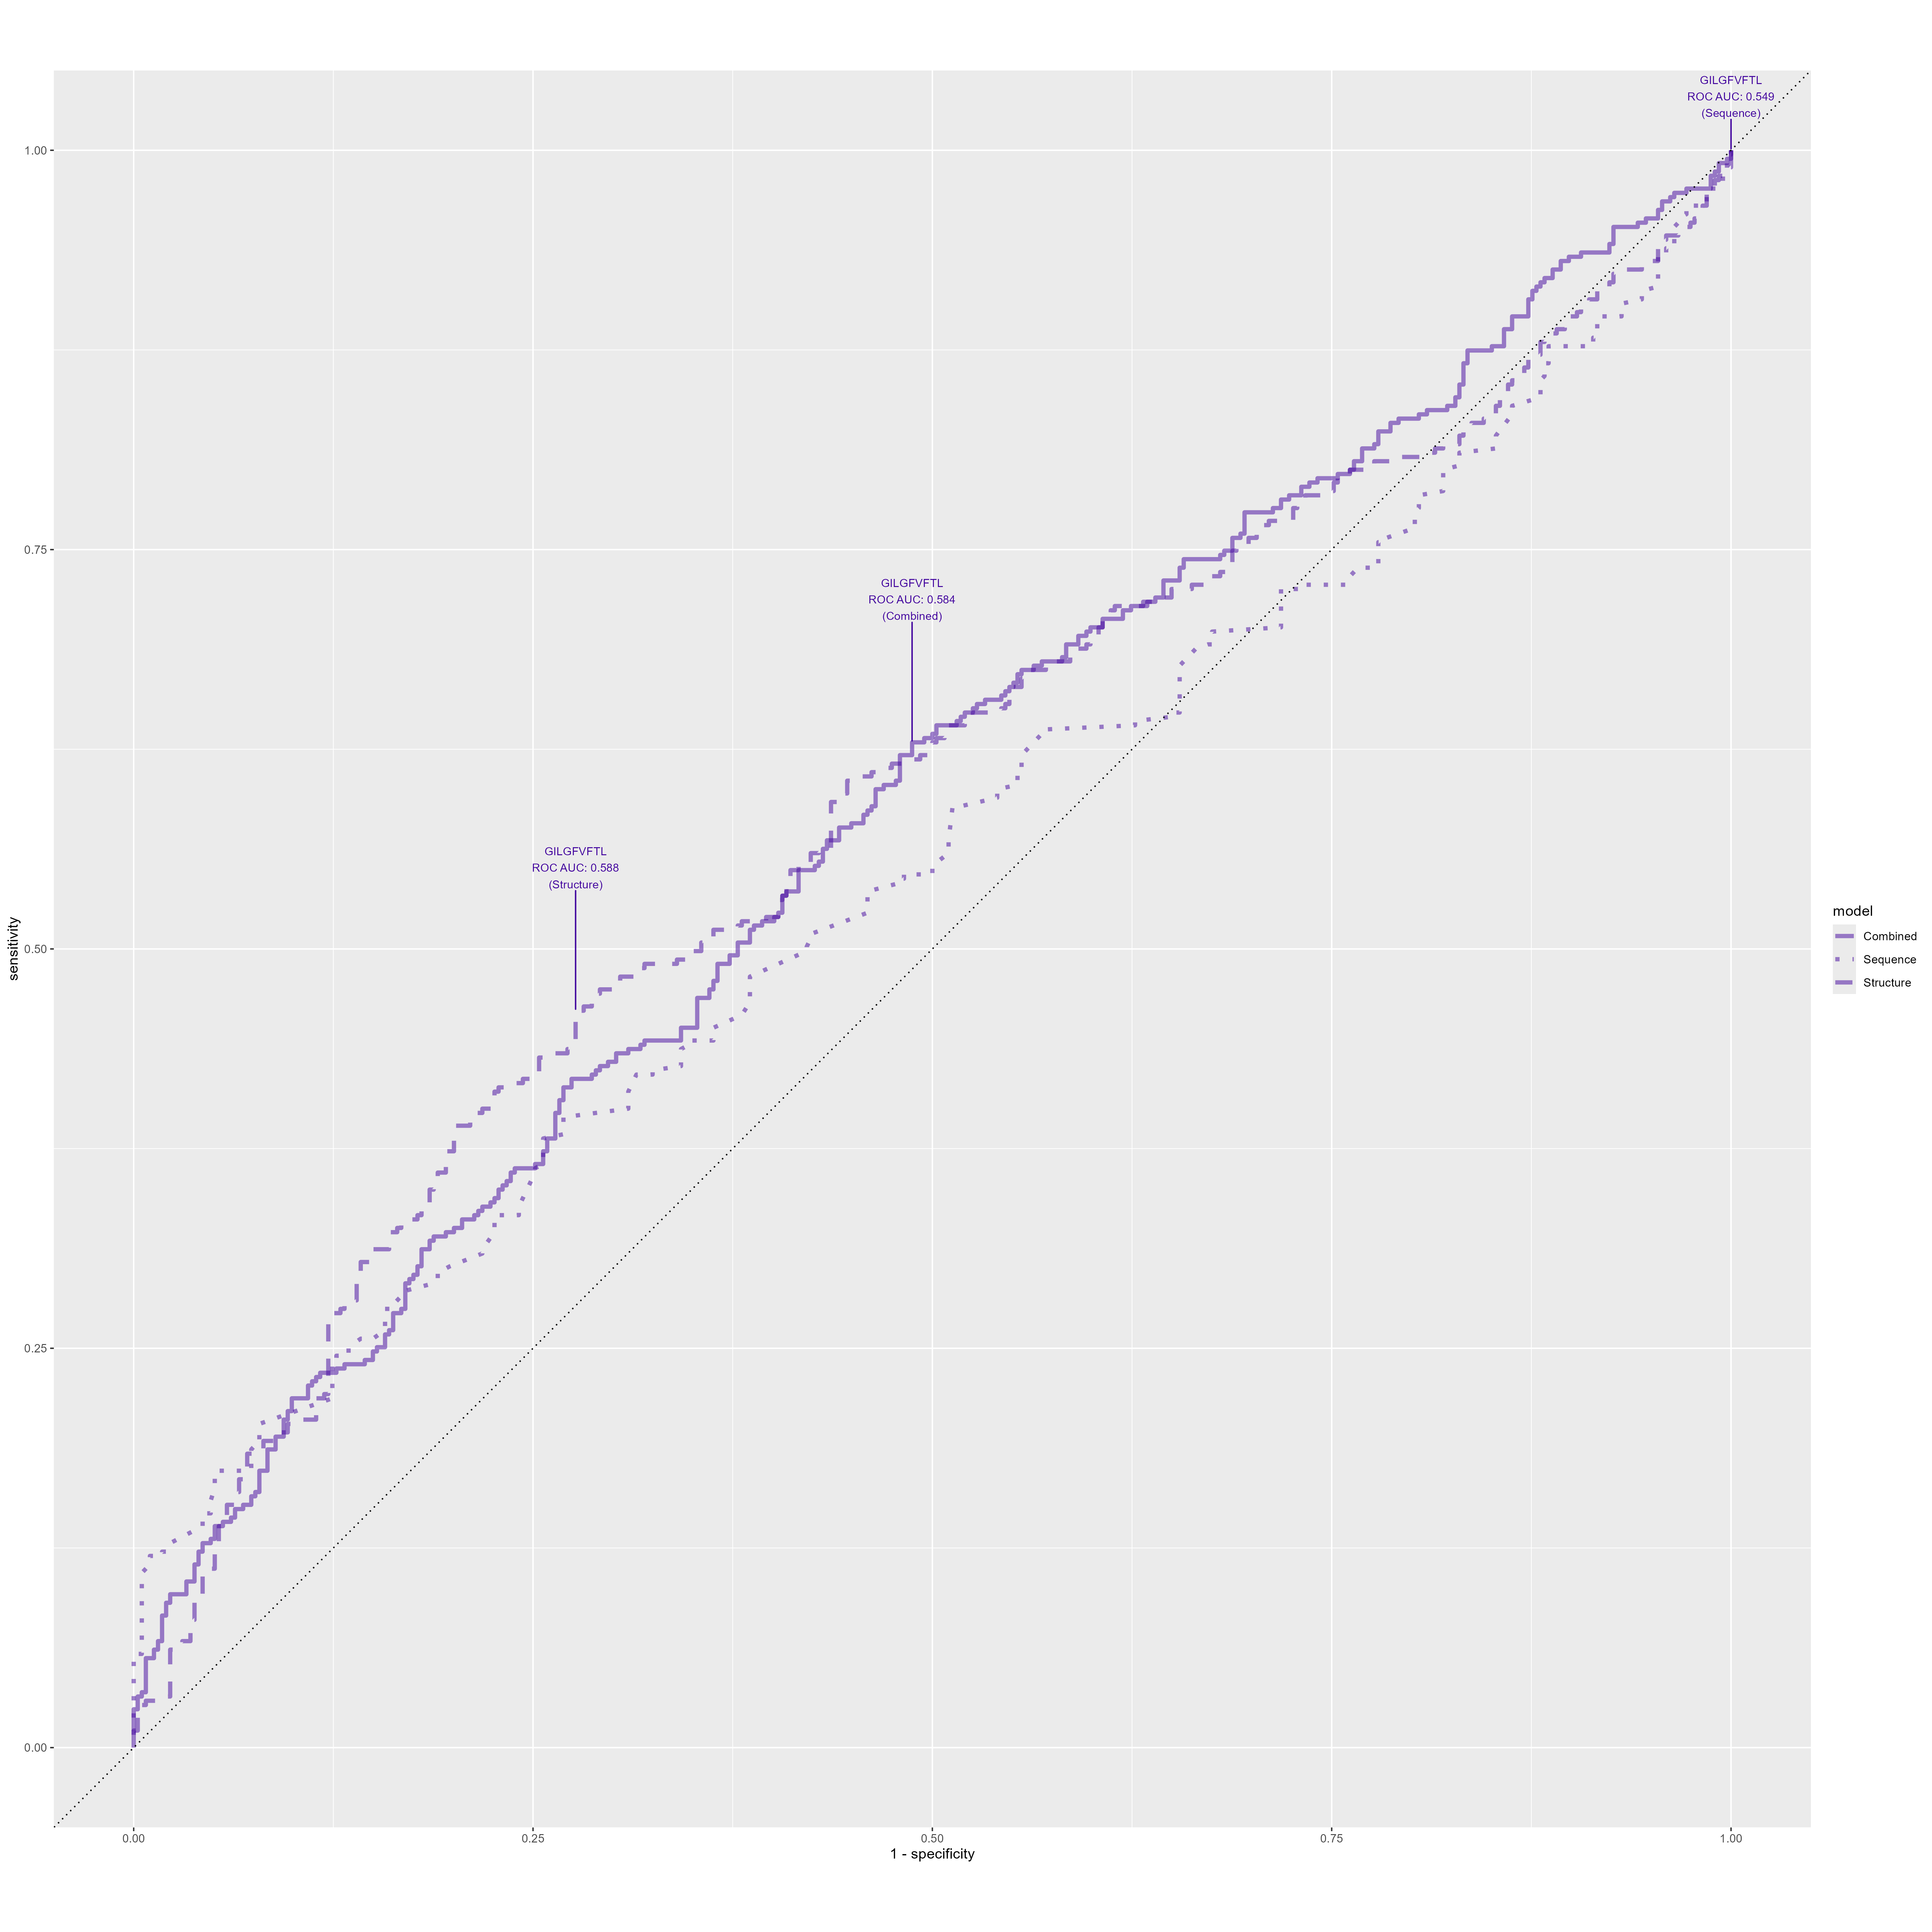 GILGFVFTL
ROC AUC: 0.549
(Sequence)
1.00
0.75
GILGFVFTL
ROC AUC: 0.584
(Combined)
GILGFVFTL
ROC AUC: 0.588
(Structure)
0.50
0.25
0.00
sensitivity
0.00
0.25
0.50
0.75
1.00
1 - specificity
model
Combined
Sequence
Structure